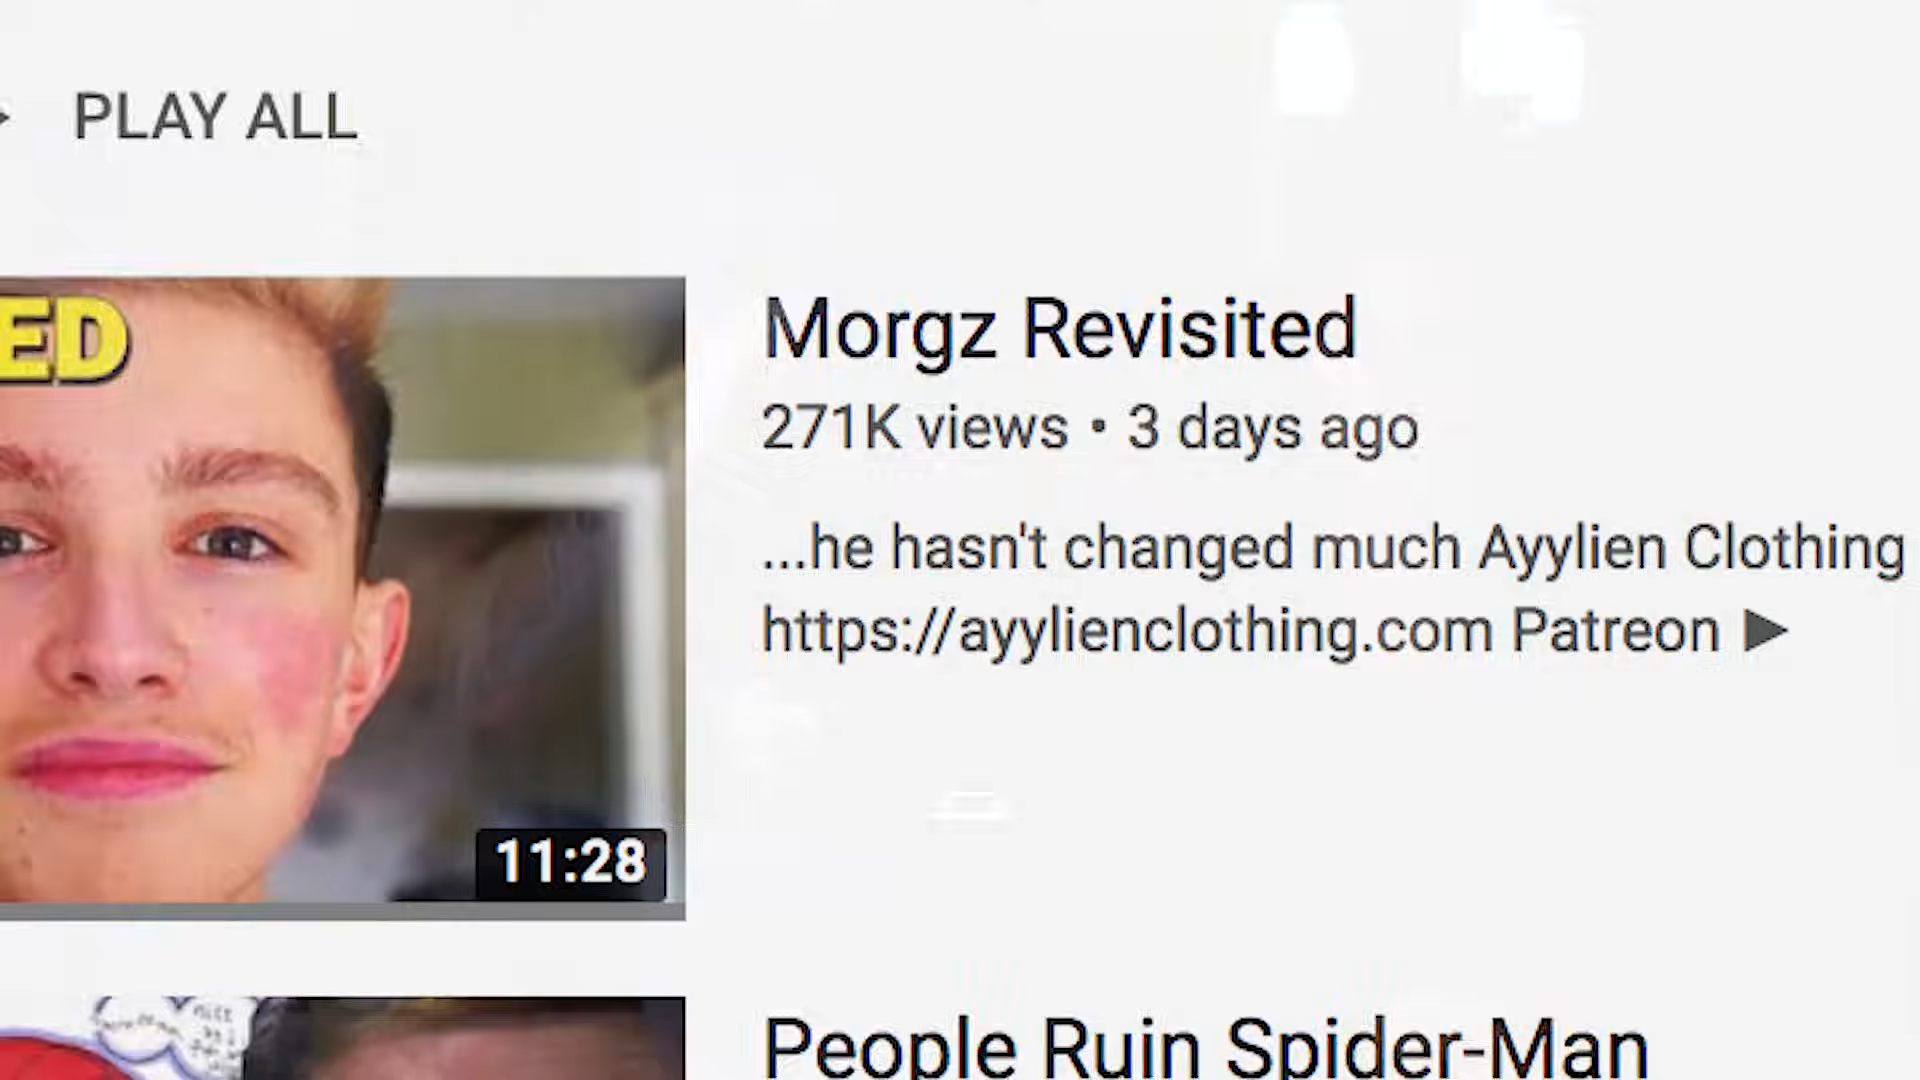 PLAY ALL
ED
Morgz Revisited
271K views • 3 days ago
...he hasn't changed much Ayylien Clothing
https://ayylienclothing.com Patreon ▶
11:28
nice
People Ruin Spider-Man